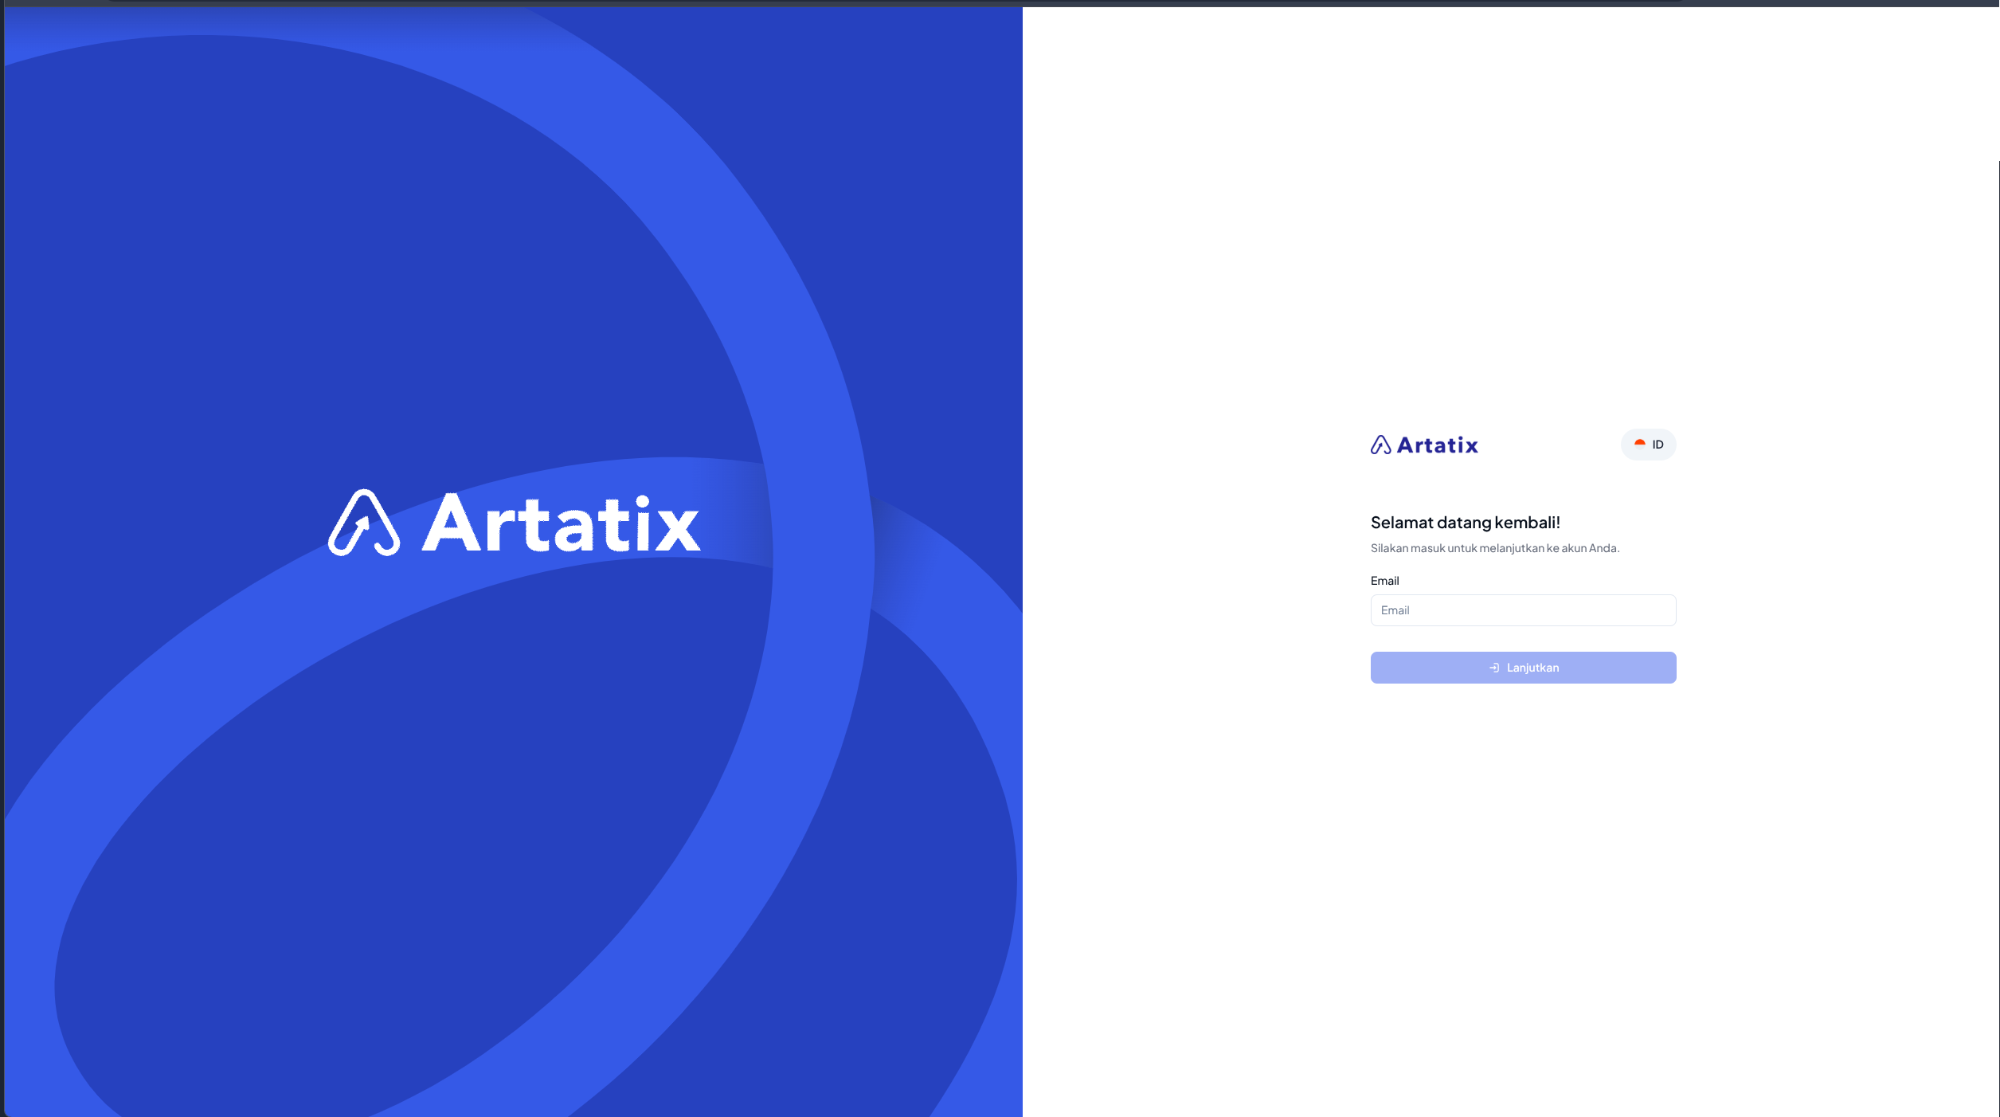 Artatix
Artatix
ID
Selamat datang kembali!
Silakan masuk untuk melanjutkan ke akun Anda.
Email
Email
Lanjutkan